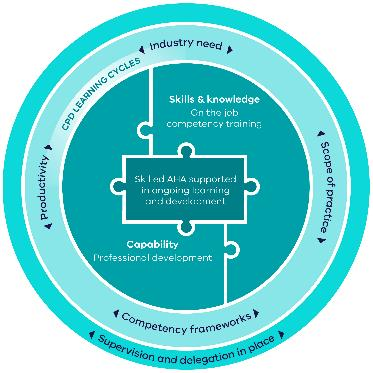 Industry need
CPD LEARNING CYCLES
Skills & knowledge
On the job
competency training
Productivity
Scope of practice
Skilled AHA supported
in ongoing learning
and development
Capability
Professional development
Competency frameworks
Supervision and delegation in place